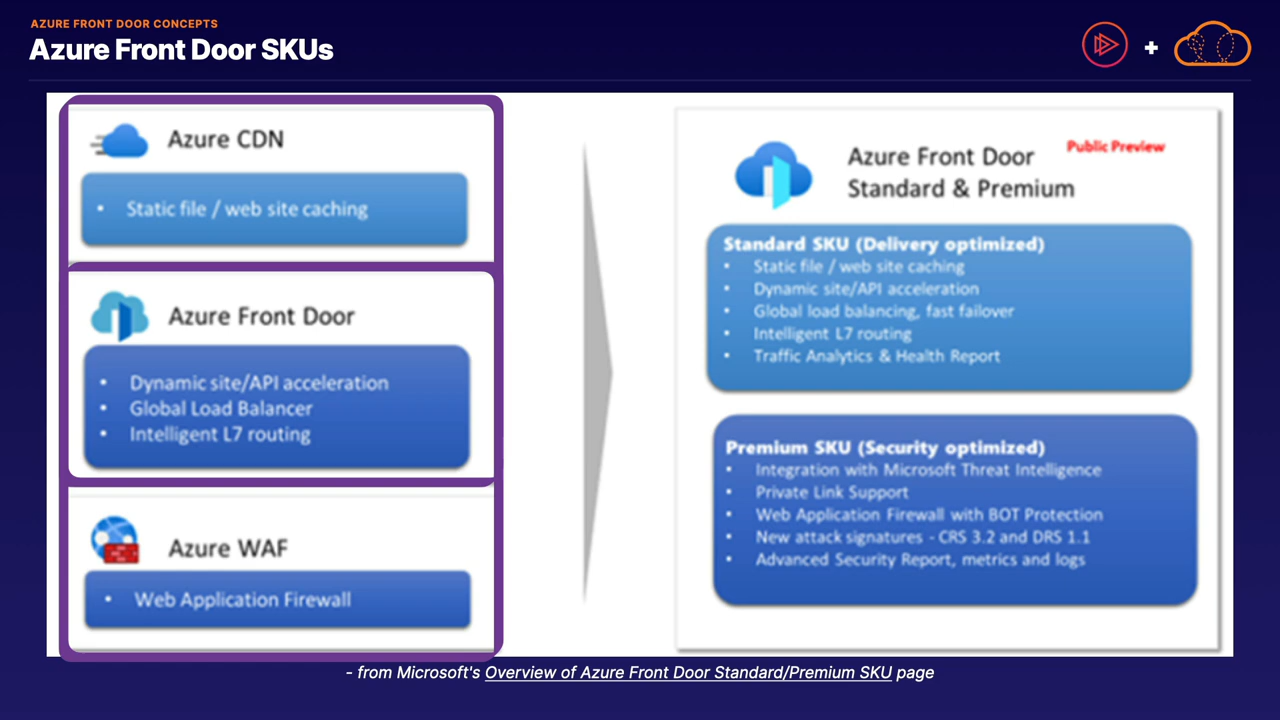 AZURE FRONT DOOR CONCEPTS
Azure Front Door SKUs
+
Azure CDN
• Static file / web site caching
Azure Front Door
• Dynamic site/API acceleration
• Global Load Balancer
• Intelligent L7 routing
Azure WAF
• Web Application Firewall
Azure Front Door
Standard & Premium
Public Preview
Standard SKU (Delivery optimized)
• Static file / web site caching
• Dynamic site/API acceleration
• Global load balancing, fast failover
• Intelligent L7 routing
• Traffic Analytics & Health Report
Premium SKU (Security optimized)
• Integration with Microsoft Threat Intelligence
• Private Link Support
• Web Application Firewall with BOT Protection
• New attack signatures - CRS 3.2 and DRS 1.1
• Advanced Security Report, metrics and logs
- from Microsoft's Overview of Azure Front Door Standard/Premium SKU page